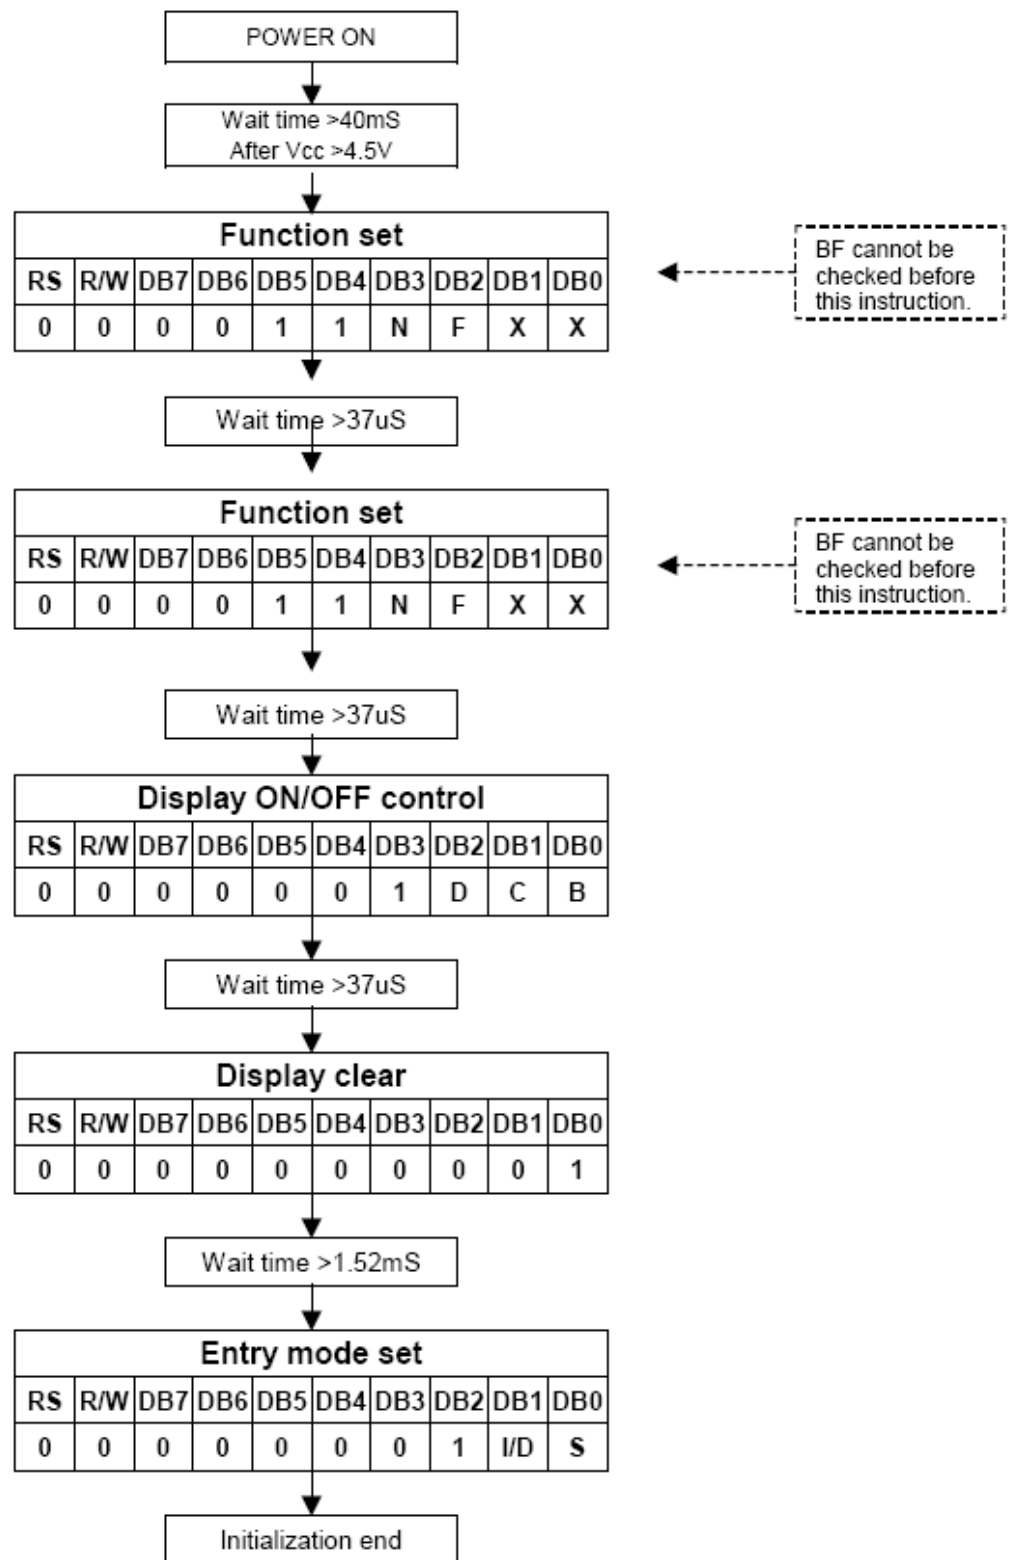 POWER ON
Wait time >40mS
After Vcc >4.5V
Function set
RS R/W DB7 DB6 DB5 DB4 DB3 DB2 DB1 DB0
0 0 0 0 1 1 N F X X
BF cannot be
checked before
this instruction.
Wait time >37uS
Function set
RS R/W DB7 DB6 DB5 DB4 DB3 DB2 DB1 DB0
0 0 0 0 1 1 N F X X
BF cannot be
checked before
this instruction.
Wait time >37uS
Display ON/OFF control
RS R/W DB7 DB6 DB5 DB4 DB3 DB2 DB1 DB0
0 0 0 0 0 0 1 D C B
Wait time >37uS
Display clear
RS R/W DB7 DB6 DB5 DB4 DB3 DB2 DB1 DB0
0 0 0 0 0 0 0 0 0 1
Wait time >1.52mS
Entry mode set
RS R/W DB7 DB6 DB5 DB4 DB3 DB2 DB1 DB0
0 0 0 0 0 0 0 1 I/D S
Initialization end